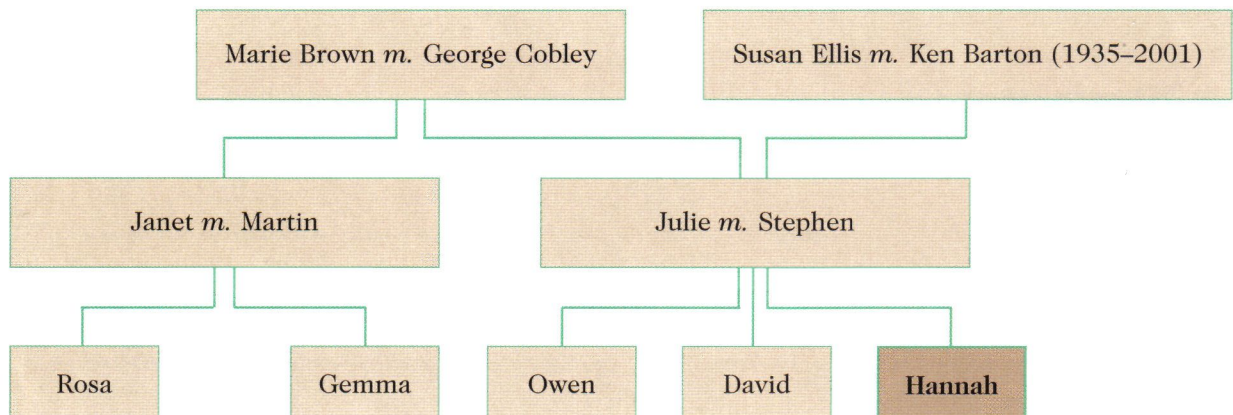 Marie Brown m. George Cobley
Susan Ellis m. Ken Barton (1935–2001)
Janet m. Martin
Julie m. Stephen
Rosa
Gemma
Owen
David
Hannah